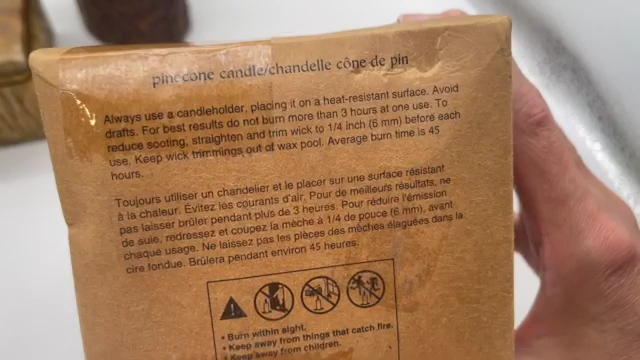 pinecone candle/chandelle cône de pin
Always use a candleholder, placing it on a heat-resistant surface. Avoid
drafts. For best results do not burn more than 3 hours at one use. To
reduce sooting, straighten and trim wick to 1/4 inch (6 mm) before each
use. Keep wick trimmings out of wax pool. Average burn time is 45
hours.
Toujours utiliser un chandelier et le placer sur une surface résistant
à la chaleur. Évitez les courants d'air. Pour de meilleurs résultats, ne
pas laisser brûler pendant plus de 3 heures. Pour réduire l'émission
de suie, redressez et coupez la mèche à 1/4 de pouce (6 mm), avant
chaque usage. Ne laissez pas les pièces des mèches élaguées dans la
cire fondue. Brûlera pendant environ 45 heures.
• Burn within sight.
• Keep away from things that catch fire.
• Keep away from children.